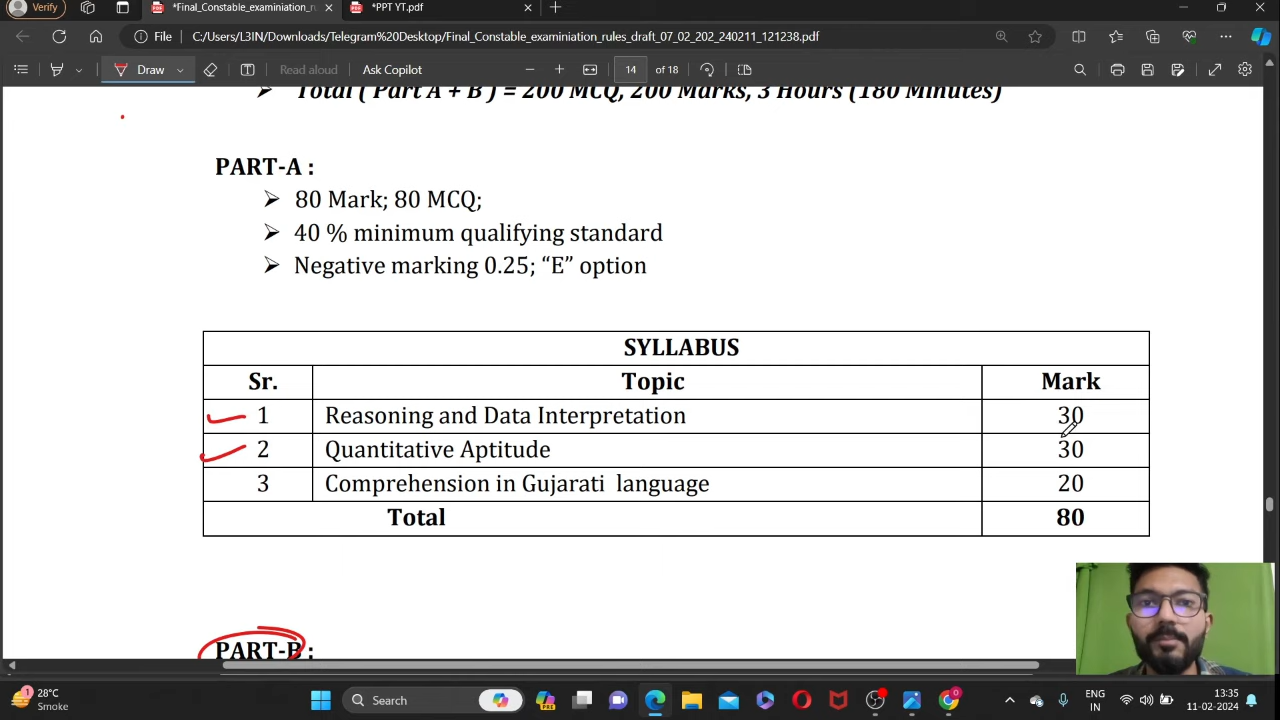 Verify
*Final_Constable_examiniation_ru
*PPT YT.pdf
File
C:/Users/L3IN/Downloads/Telegram%20Desktop/Final_Constable_examiniation_rules_draft_07_02_202_240211_121238.pdf
Draw
Read aloud
Ask Copilot
14 of 18
Total ( Part A + B ) = 200 MCQ, 200 Marks, 3 Hours (180 Minutes)
PART-A :
80 Mark; 80 MCQ;
40 % minimum qualifying standard
Negative marking 0.25; “E” option
SYLLABUS
Sr. Topic Mark
1 Reasoning and Data Interpretation 30
2 Quantitative Aptitude 30
3 Comprehension in Gujarati language 20
Total 80
PART-B :
1
28°C
Smoke
Search
PRE
0
ENG
IN
13:35
11-02-2024